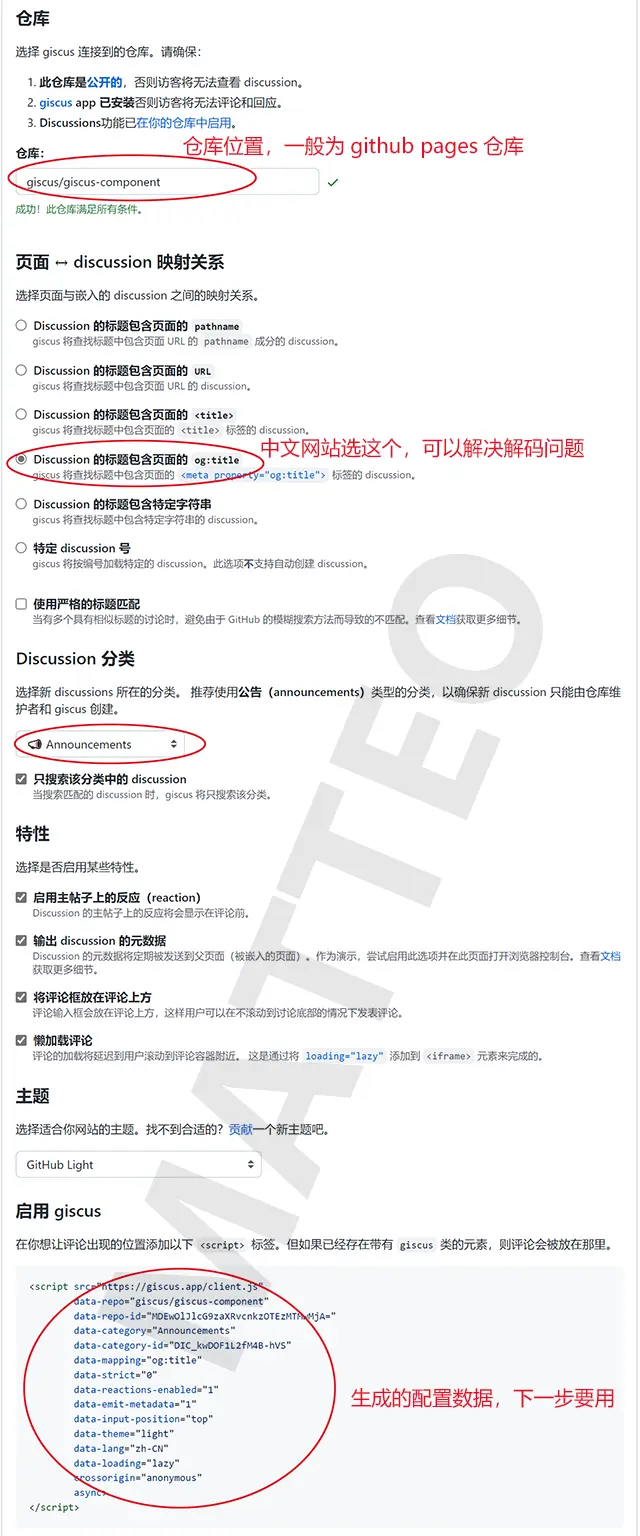 仓库
选择 giscus 连接到的仓库。请确保：
1. 此仓库是公开的，否则访客将无法查看 discussion。
2. giscus app 已安装否则访客将无法评论和回应。
3. Discussions功能已在你的仓库中启用。
仓库位置，一般为 github pages 仓库
仓库：
giscus/giscus-component
成功！此仓库满足所有条件。
页面 ↔ discussion 映射关系
选择页面与嵌入的 discussion 之间的映射关系。
Discussion 的标题包含页面的 pathname
giscus 将查找标题中包含页面 URL 的 pathname 成分的 discussion。
Discussion 的标题包含页面的 URL
giscus 将查找标题中包含页面 URL 的 discussion。
Discussion 的标题包含页面的 <title>
giscus 将查找标题中包含页面的 <title> 标签的 discussion。
Discussion 的标题包含页面的 og:title
中文网站选这个，可以解决解码问题
giscus 将查找标题中包含页面的 <meta property="og:title"> 标签的 discussion。
Discussion 的标题包含特定字符串
giscus 将查找标题中包含特定字符串的 discussion。
特定 discussion 号
giscus 将按编号加载特定的 discussion。此选项不支持自动创建 discussion。
使用严格的标题匹配
当有多个具有相似标题的讨论时，避免由于 GitHub 的模糊搜索方法而导致的不匹配。查看文档获取更多细节。
Discussion 分类
选择新 discussions 所在的分类。 推荐使用公告（announcements）类型的分类，以确保新 discussion 只能由仓库维
护者和 giscus 创建。
Announcements
只搜索该分类中的 discussion
当搜索匹配的 discussion 时，giscus 将只搜索该分类。
特性
选择是否启用某些特性。
启用主帖子上的反应（reaction）
Discussion 的主帖子上的反应将会显示在评论前。
输出 discussion 的元数据
Discussion 的元数据将定期被发送到父页面（被嵌入的页面）。作为演示，尝试启用此选项并在此页面打开浏览器控制台。查看文档
获取更多细节。
将评论框放在评论上方
评论输入框会放在评论上方，这样用户可以在不滚动到讨论底部的情况下发表评论。
懒加载评论
评论的加载将延迟到用户滚动到评论容器附近。 这是通过将 loading="lazy" 添加到 <iframe> 元素来完成的。
主题
选择适合你网站的主题。找不到合适的？贡献一个新主题吧。
GitHub Light
启用 giscus
在你想让评论出现的位置添加以下 <script> 标签。但如果已经存在带有 giscus 类的元素，则评论会被放在那里。
<script src="https://giscus.app/client.js"
data-repo="giscus/giscus-component"
data-repo-id="MDEwOlJlcG9zaXRvcnkzOTEzMTMwMjA="
data-category="Announcements"
data-category-id="DIC_kwDOF1L2fM4B-hVS"
data-mapping="og:title"
data-strict="0"
data-reactions-enabled="1"
生成的配置数据，下一步要用
data-emit-metadata="1"
data-input-position="top"
data-theme="light"
data-lang="zh-CN"
data-loading="lazy"
crossorigin="anonymous"
async>
</script>
MATTEO